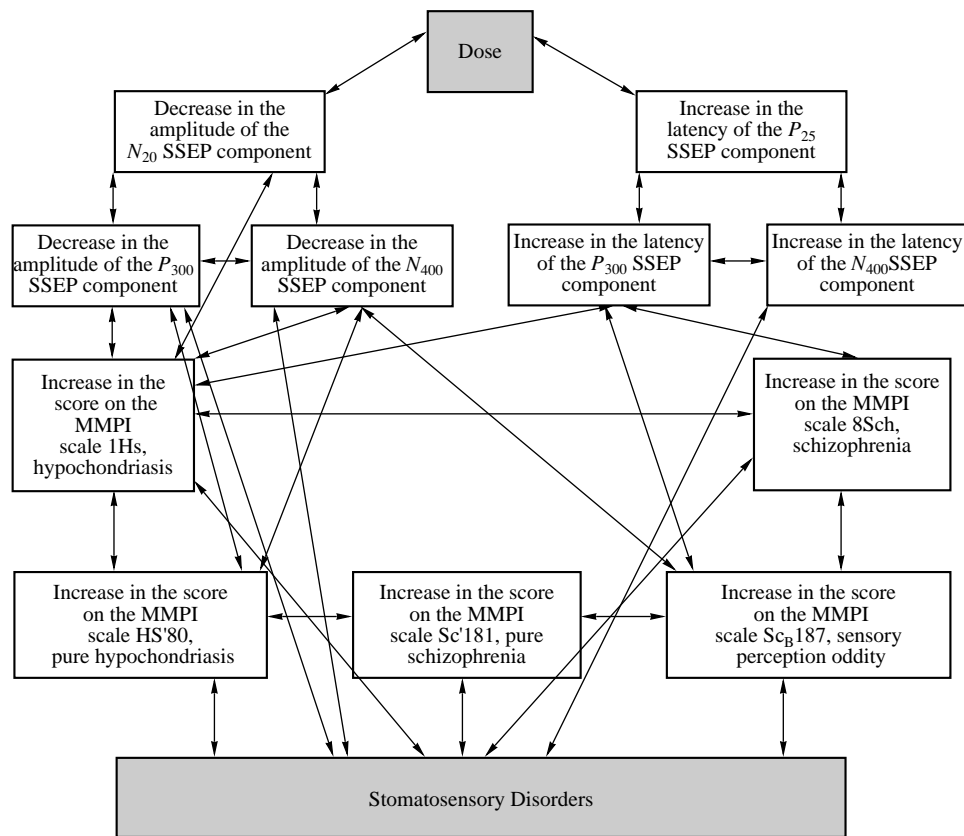 Dose
Decrease in the
amplitude of the
N20 SSEP component
Increase in the
latency of the P25
SSEP component
Decrease in the
amplitude of the P300
SSEP component
Decrease in the
amplitude of the N400
SSEP component
Increase in the latency
of the P300 SSEP
component
Increase in the latency
of the N400SSEP
component
Increase in the
score on the
MMPI
scale 1Hs,
hypochondriasis
Increase in the score
on the MMPI
scale 8Sch,
schizophrenia
Increase in the score
on the MMPI
scale HS'80,
pure hypochondriasis
Increase in the score
on the MMPI
scale Sc'181, pure
schizophrenia
Increase in the score
on the MMPI
scale ScB187, sensory
perception oddity
Stomatosensory Disorders